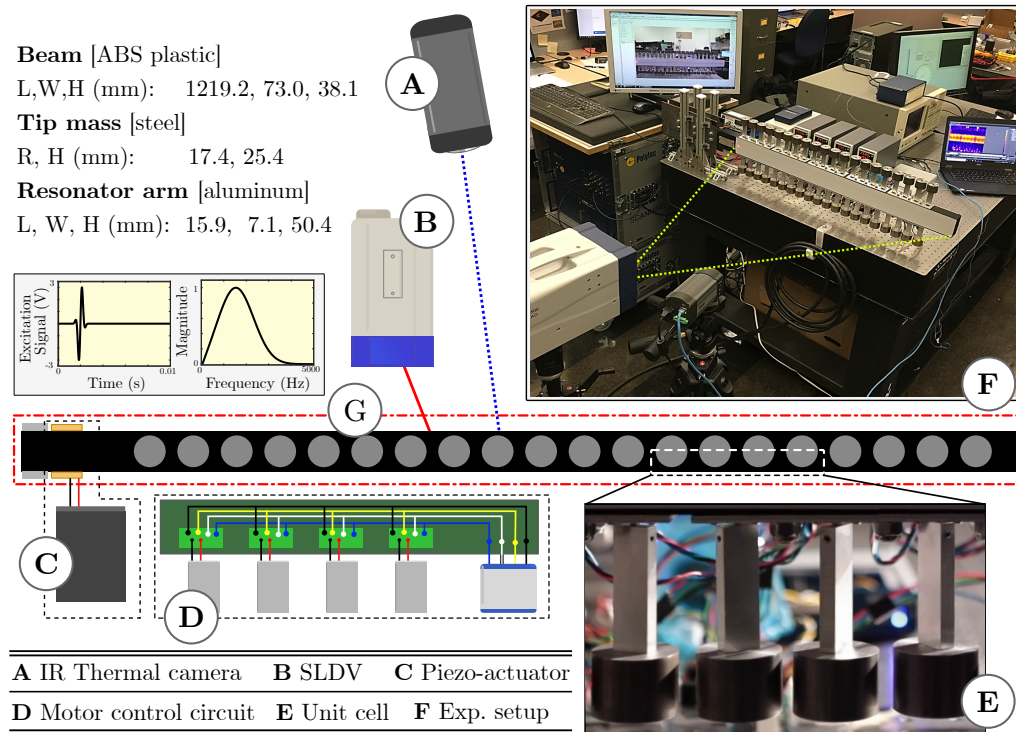 Beam [ABS plastic]
L,W,H (mm): 1219.2, 73.0, 38.1
Tip mass [steel]
R, H (mm): 17.4, 25.4
Resonator arm [aluminum]
L, W, H (mm): 15.9, 7.1, 50.4
A
B
Excitation
Signal (V)
3
-3
0
0.01
Time (s)
Magnitude
1
0
0
5000
Frequency (Hz)
Polytec
F
G
C
D
E
A IR Thermal camera B SLDV C Piezo-actuator
D Motor control circuit E Unit cell F Exp. setup